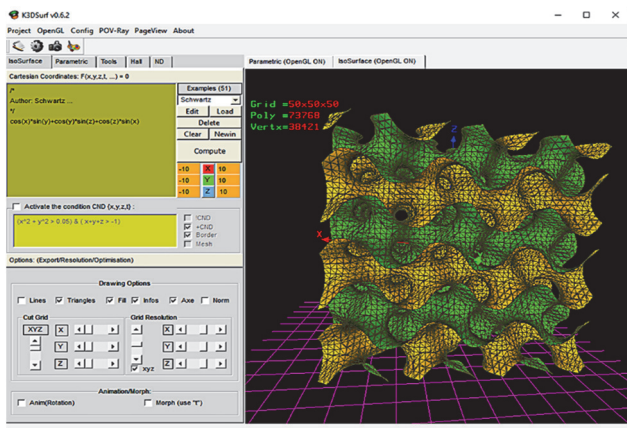 K3DSurf v0.6.2
Project OpenGL Config POV-Ray PageView About
IsoSurface Parametric Tools Hall ND
Parametric (OpenGL ON) IsoSurface (OpenGL ON)
Cartesian Coordinates: F(x,y,z,t, ...) = 0
/*
Author: Schwartz ...
*/
cos(x)*sin(y)+cos(y)*sin(z)+cos(z)*sin(x)
Examples (51)
Schwartz
Edit Load
Delete
Clear Newin
Compute
-10 X 10
-10 Y 10
-10 Z 10
Activate the condition CND (x,y,z,t) :
(x^2 + y^2 > 0.05) & ( x+y+z > -1)
!CND
+CND
Border
Mesh
Options: (Export/Resolution/Optimisation)
Drawing Options
Lines Triangles Fill Infos Axe Norm
Cut Grid Grid Resolution
XYZ X X
Y Y
Z xyz Z
Animation/Morph:
Anim(Rotation) Morph (use "t")
Grid =50x50x50
Poly =73768
Vertx=38421
Z
X